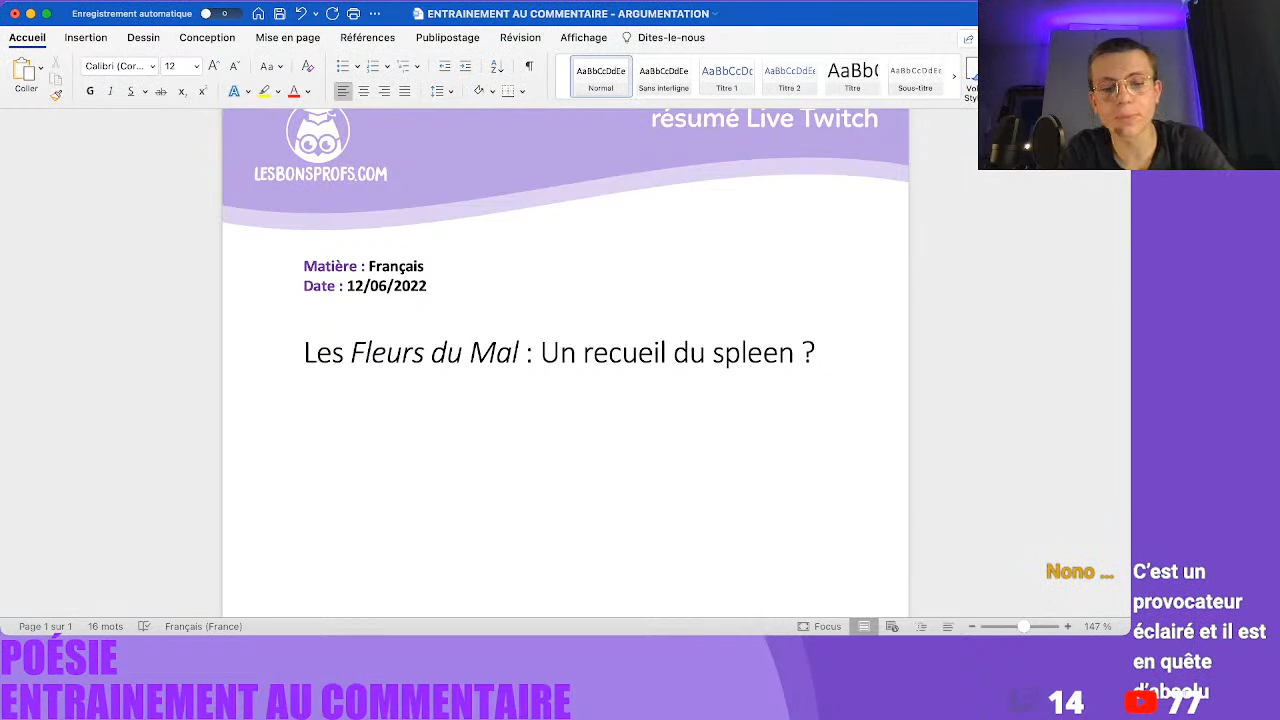 Enregistrement automatique
ENTRAINEMENT AU COMMENTAIRE - ARGUMENTATION
Accueil Insertion Dessin Conception Mise en page Références Publipostage Révision Affichage Dites-le-nous
Coller
Calibri (Cor... 12
AaBbCcDdEe AaBbCcDdEe AaBbCcDc AaBbCcDdEe AaBb( AaBbCcDdEe
Normal Sans interligne Titre 1 Titre 2 Titre Sous-titre
résumé Live Twitch
LESBONSPROFS.COM
Matière : Français
Date : 12/06/2022
Les Fleurs du Mal : Un recueil du spleen ?
Nono ...
C'est un
provocateur
éclairé et il est
en quête
d'absolu
Page 1 sur 1 16 mots Français (France) Focus 147 %
POÉSIE
ENTRAINEMENT AU COMMENTAIRE
14 77